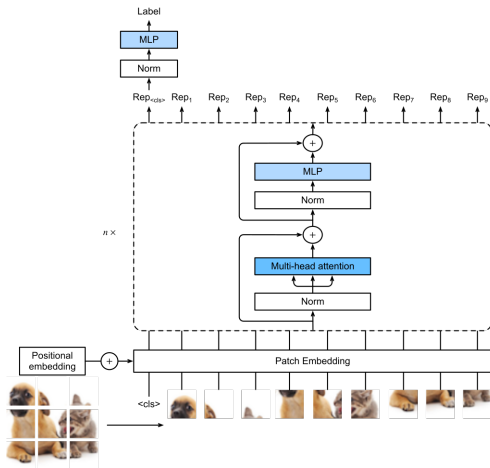 Label
MLP
Norm
Rep<cls> Rep1 Rep2 Rep3 Rep4 Rep5 Rep6 Rep7 Rep8 Rep9
+
MLP
Norm
n ×
+
Multi-head attention
Norm
Positional
embedding
+
Patch Embedding
<cls>